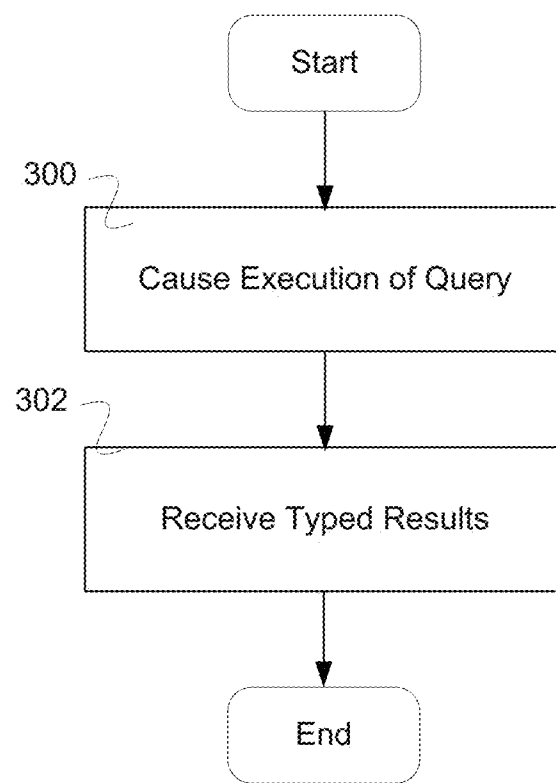 Start
300
Cause Execution of Query
302
Receive Typed Results
End